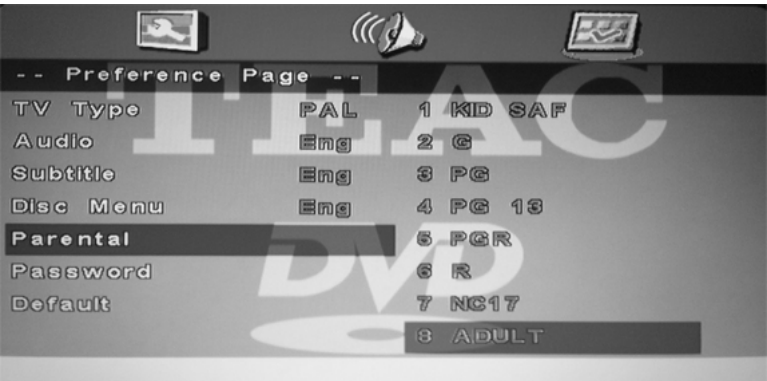 -- Preference Page --
TEAC
TV Type PAL 1 KID SAF
Audio Eng 2 G
Subtitle Eng 3 PG
Disc Menu Eng 4 PG 13
Parental 5 PGR
Password 6 R
Default 7 NC17
8 ADULT
DVD